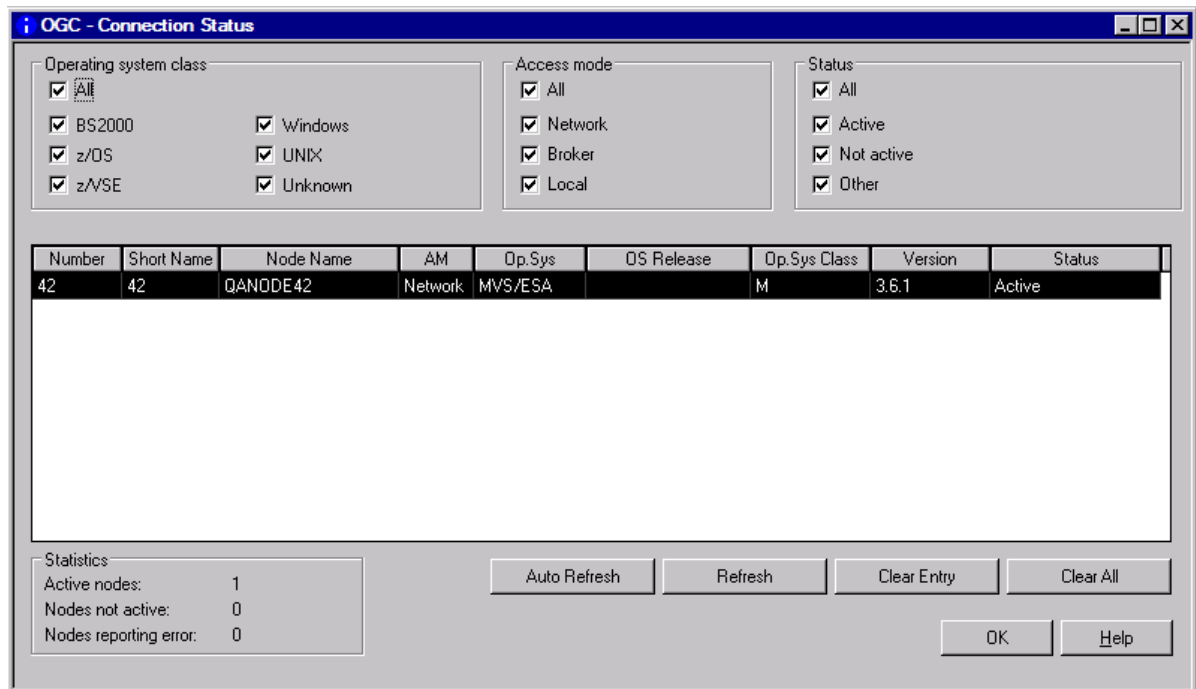 OGC - Connection Status
Operating system class
All
BS2000
Windows
z/OS
UNIX
z/VSE
Unknown
Access mode
All
Network
Broker
Local
Status
All
Active
Not active
Other
Number Short Name Node Name AM Op.Sys OS Release Op.Sys Class Version Status
42 42 QANODE42 Network MVS/ESA M 3.6.1 Active
Statistics
Active nodes: 1
Nodes not active: 0
Nodes reporting error: 0
Auto Refresh Refresh Clear Entry Clear All
OK Help